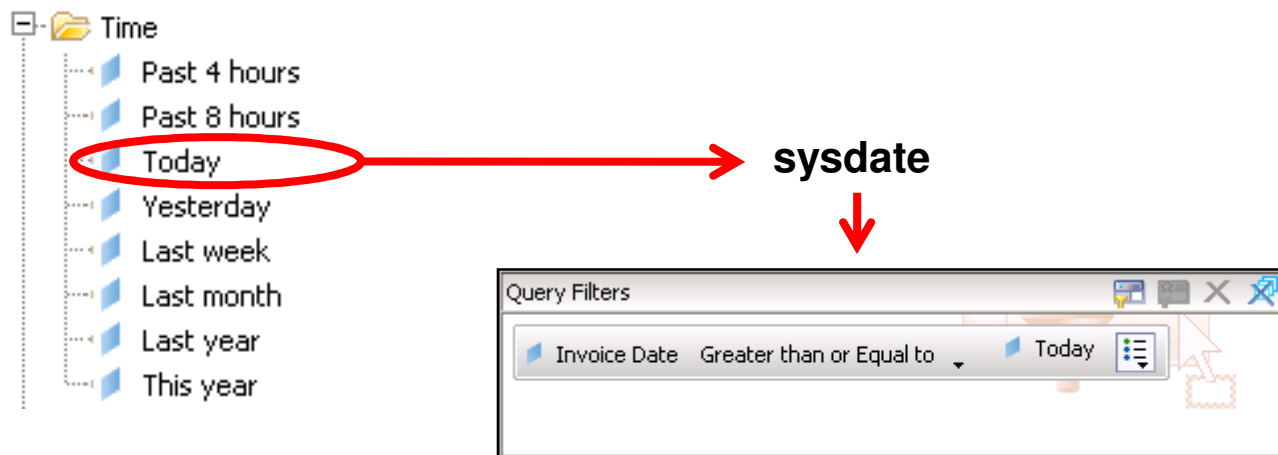 Time
Past 4 hours
Past 8 hours
Today
Yesterday
Last week
Last month
Last year
This year
sysdate
Query Filters
Invoice Date Greater than or Equal to Today